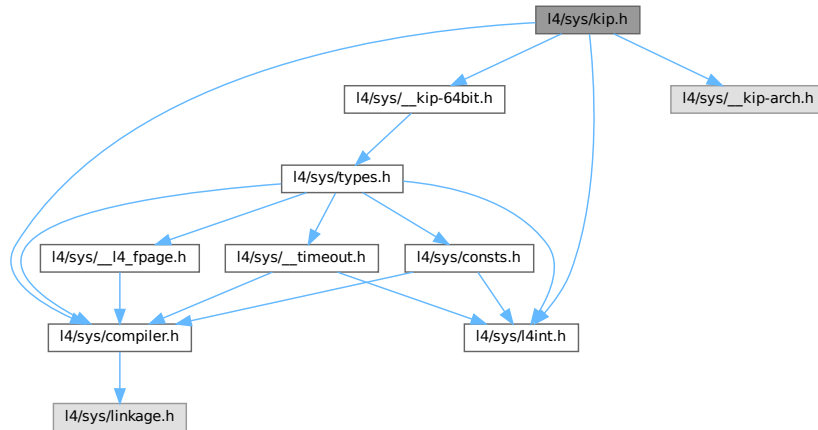 l4/sys/kip.h
l4/sys/__kip-64bit.h
l4/sys/__kip-arch.h
l4/sys/types.h
l4/sys/__l4_fpage.h
l4/sys/__timeout.h
l4/sys/consts.h
l4/sys/compiler.h
l4/sys/l4int.h
l4/sys/linkage.h